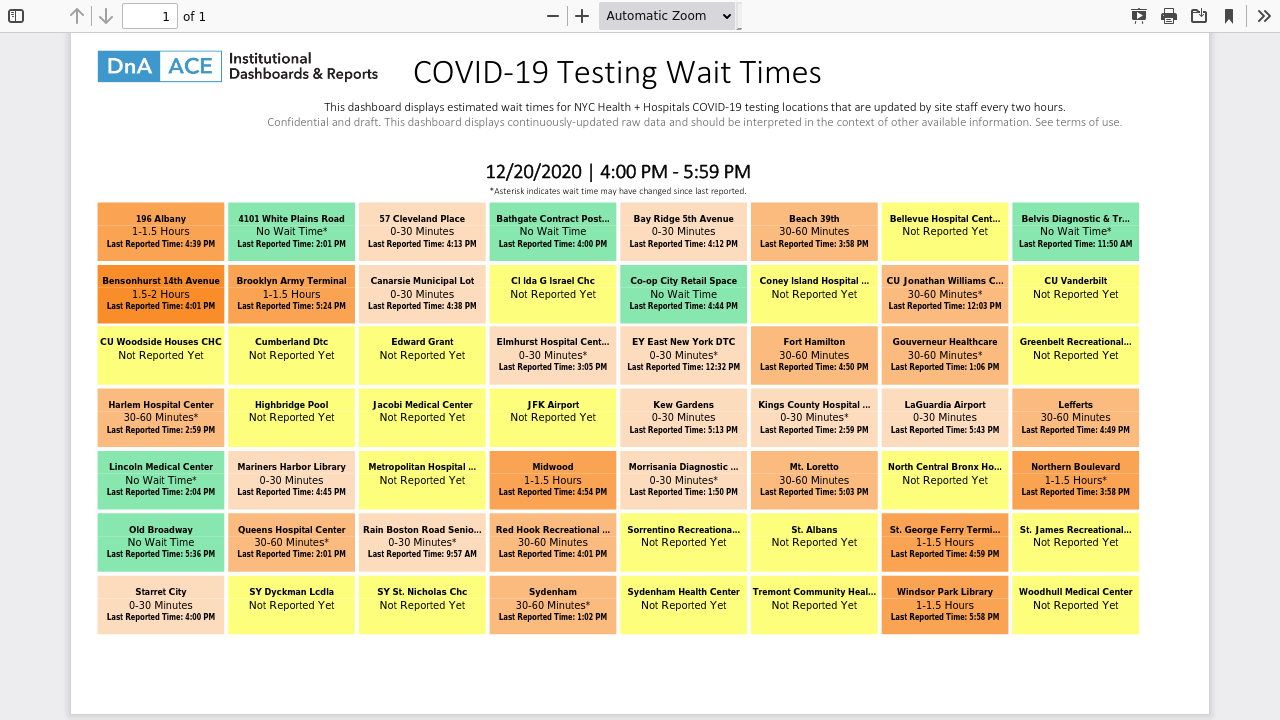 1 of 1 Automatic Zoom
DnA ACE Institutional
Dashboards & Reports
COVID-19 Testing Wait Times
This dashboard displays estimated wait times for NYC Health + Hospitals COVID-19 testing locations that are updated by site staff every two hours.
Confidential and draft. This dashboard displays continuously-updated raw data and should be interpreted in the context of other available information. See terms of use.
12/20/2020 | 4:00 PM - 5:59 PM
*Asterisk indicates wait time may have changed since last reported.
196 Albany
1-1.5 Hours
Last Reported Time: 4:39 PM
4101 White Plains Road
No Wait Time*
Last Reported Time: 2:01 PM
57 Cleveland Place
0-30 Minutes
Last Reported Time: 4:13 PM
Bathgate Contract Post...
No Wait Time
Last Reported Time: 4:00 PM
Bay Ridge 5th Avenue
0-30 Minutes
Last Reported Time: 4:12 PM
Beach 39th
30-60 Minutes
Last Reported Time: 3:58 PM
Bellevue Hospital Cent...
Not Reported Yet
Belvis Diagnostic & Tr...
No Wait Time*
Last Reported Time: 11:50 AM
Bensonhurst 14th Avenue
1.5-2 Hours
Last Reported Time: 4:01 PM
Brooklyn Army Terminal
1-1.5 Hours
Last Reported Time: 5:24 PM
Canarsie Municipal Lot
0-30 Minutes
Last Reported Time: 4:38 PM
CI Ida G Israel Chc
Not Reported Yet
Co-op City Retail Space
No Wait Time
Last Reported Time: 4:44 PM
Coney Island Hospital ...
Not Reported Yet
CU Jonathan Williams C...
30-60 Minutes*
Last Reported Time: 12:03 PM
CU Vanderbilt
Not Reported Yet
CU Woodside Houses CHC
Not Reported Yet
Cumberland Dtc
Not Reported Yet
Edward Grant
Not Reported Yet
Elmhurst Hospital Cent...
0-30 Minutes*
Last Reported Time: 3:05 PM
EY East New York DTC
0-30 Minutes*
Last Reported Time: 12:32 PM
Fort Hamilton
30-60 Minutes
Last Reported Time: 4:50 PM
Gouverneur Healthcare
30-60 Minutes*
Last Reported Time: 1:06 PM
Greenbelt Recreational...
Not Reported Yet
Harlem Hospital Center
30-60 Minutes*
Last Reported Time: 2:59 PM
Highbridge Pool
Not Reported Yet
Jacobi Medical Center
Not Reported Yet
JFK Airport
Not Reported Yet
Kew Gardens
0-30 Minutes
Last Reported Time: 5:13 PM
Kings County Hospital ...
0-30 Minutes*
Last Reported Time: 2:59 PM
LaGuardia Airport
0-30 Minutes
Last Reported Time: 5:43 PM
Lefferts
30-60 Minutes
Last Reported Time: 4:49 PM
Lincoln Medical Center
No Wait Time*
Last Reported Time: 2:04 PM
Mariners Harbor Library
0-30 Minutes
Last Reported Time: 4:45 PM
Metropolitan Hospital ...
Not Reported Yet
Midwood
1-1.5 Hours
Last Reported Time: 4:54 PM
Morrisania Diagnostic ...
0-30 Minutes*
Last Reported Time: 1:50 PM
Mt. Loretto
30-60 Minutes
Last Reported Time: 5:03 PM
North Central Bronx Ho...
Not Reported Yet
Northern Boulevard
1-1.5 Hours*
Last Reported Time: 3:58 PM
Old Broadway
No Wait Time
Last Reported Time: 5:36 PM
Queens Hospital Center
30-60 Minutes*
Last Reported Time: 2:01 PM
Rain Boston Road Senio...
0-30 Minutes*
Last Reported Time: 9:57 AM
Red Hook Recreational ...
30-60 Minutes
Last Reported Time: 4:01 PM
Sorrentino Recreationa...
Not Reported Yet
St. Albans
Not Reported Yet
St. George Ferry Termi...
1-1.5 Hours
Last Reported Time: 4:59 PM
St. James Recreational...
Not Reported Yet
Starret City
0-30 Minutes
Last Reported Time: 4:00 PM
SY Dyckman Lcdla
Not Reported Yet
SY St. Nicholas Chc
Not Reported Yet
Sydenham
30-60 Minutes*
Last Reported Time: 1:02 PM
Sydenham Health Center
Not Reported Yet
Tremont Community Heal...
Not Reported Yet
Windsor Park Library
1-1.5 Hours
Last Reported Time: 5:58 PM
Woodhull Medical Center
Not Reported Yet